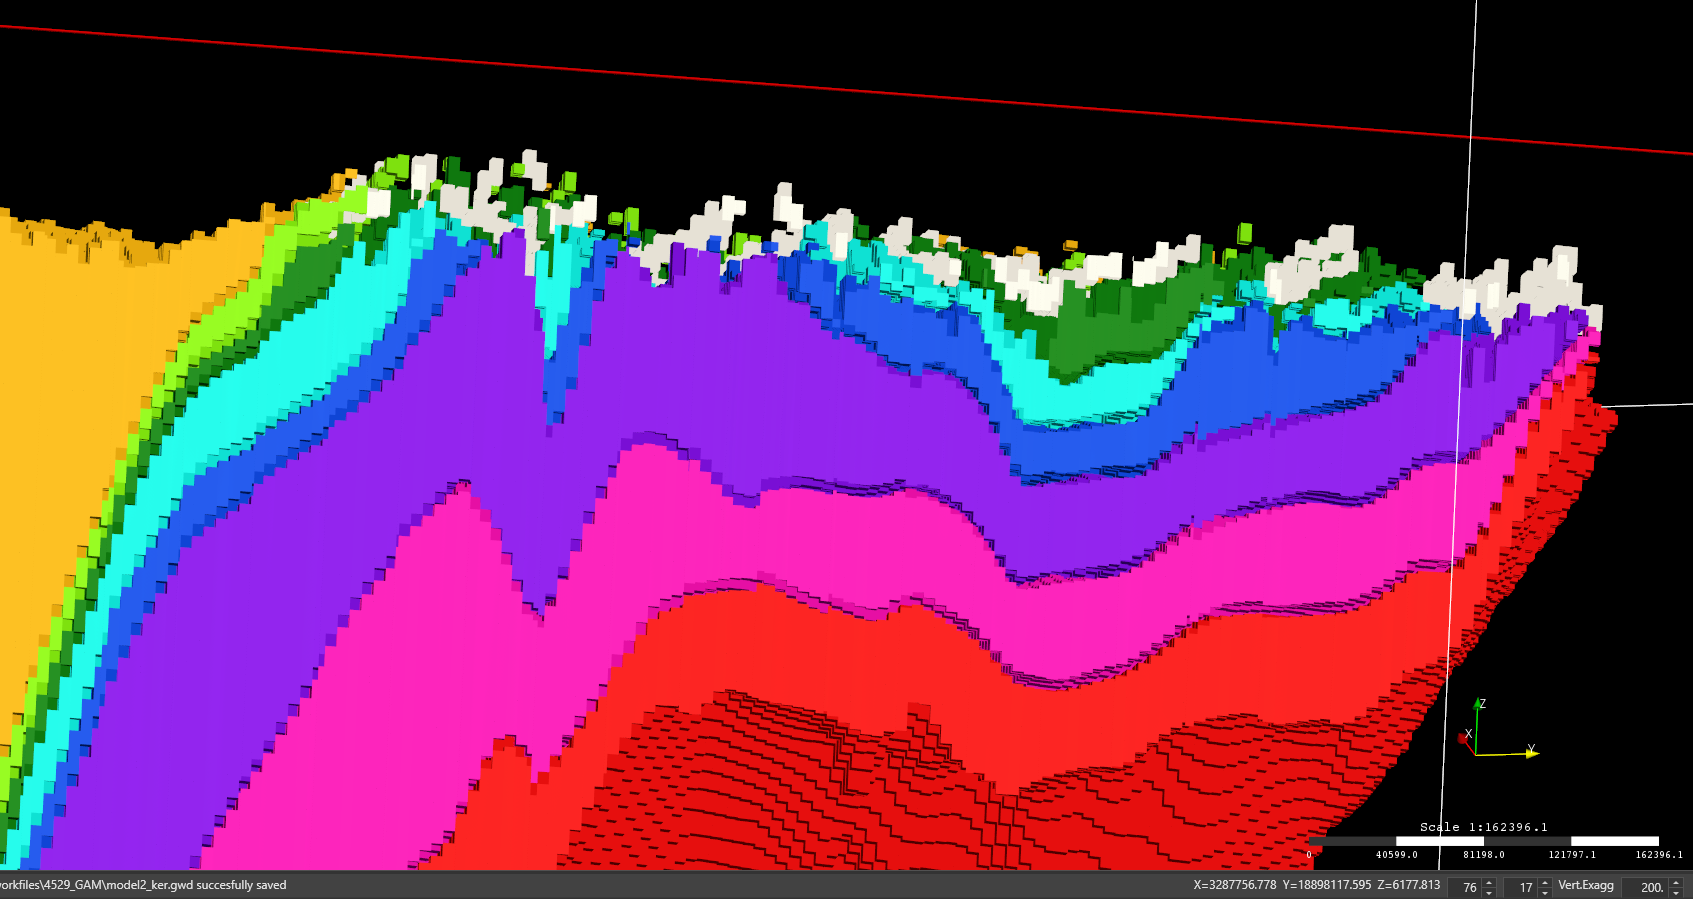 Z
X
Y
Scale 1:162396.1
0 40599.0 81198.0 121797.1 162396.1
orkfiles\4529_GAM\model2_ker.gwd succesfully saved
X=3287756.778 Y=18898117.595 Z=6177.813 76 17 Vert.Exagg 200.